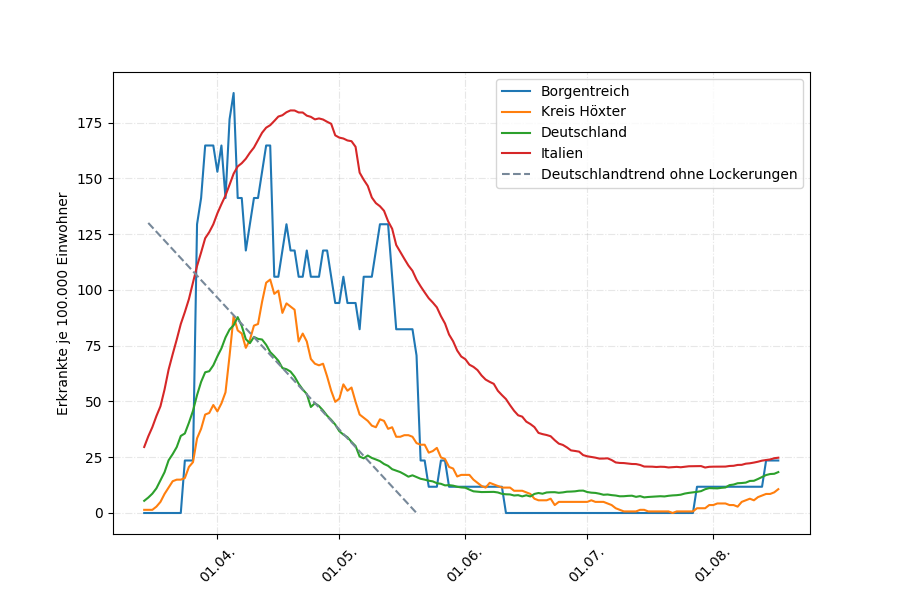 Borgentreich
Kreis Höxter
Deutschland
Italien
Deutschlandtrend ohne Lockerungen
Erkrankte je 100.000 Einwohner
175
150
125
100
75
50
25
0
01.04.
01.05.
01.06.
01.07.
01.08.